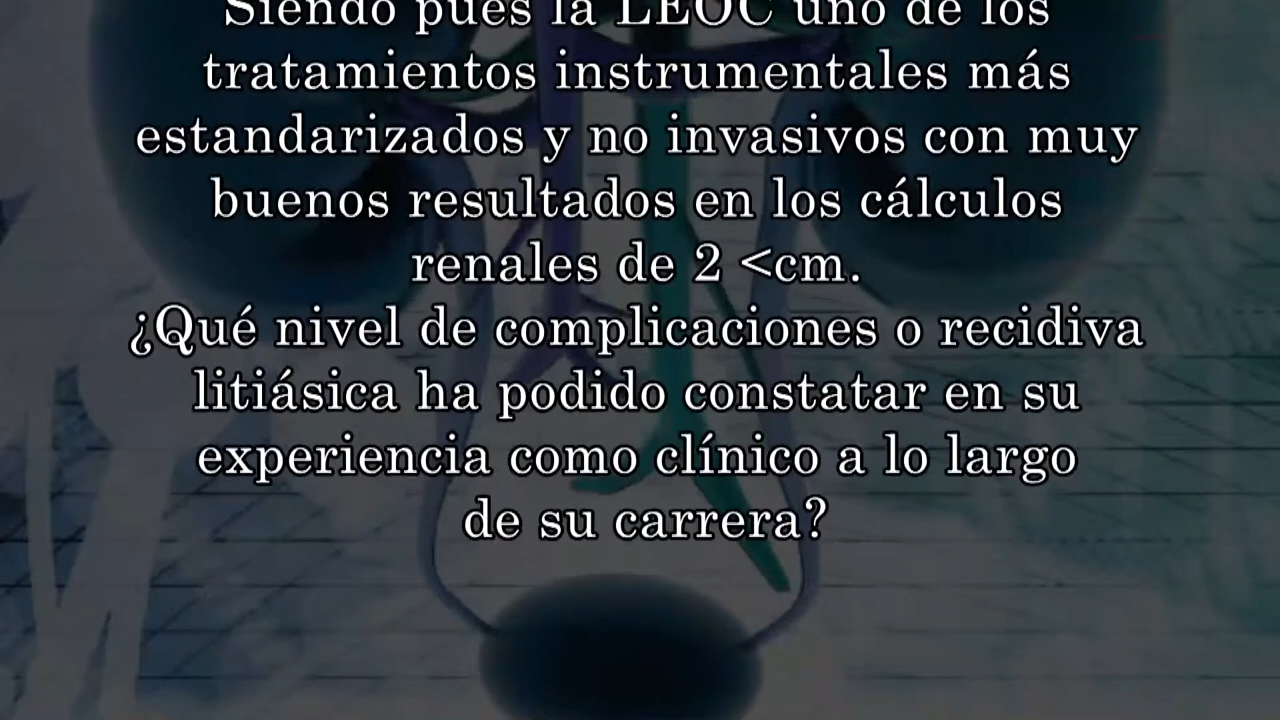 Siendo pues la LEOC uno de los
tratamientos instrumentales más
estandarizados y no invasivos con muy
buenos resultados en los cálculos
renales de 2 <cm.
¿Qué nivel de complicaciones o recidiva
litiásica ha podido constatar en su
experiencia como clínico a lo largo
de su carrera?